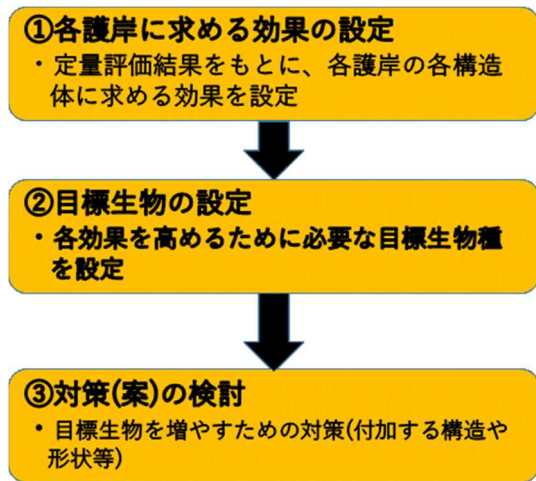 ①各護岸に求める効果の設定
・定量評価結果をもとに、各護岸の各構造
体に求める効果を設定
②目標生物の設定
・各効果を高めるために必要な目標生物種
を設定
③対策(案)の検討
・目標生物を増やすための対策(付加する構造や
形状等)